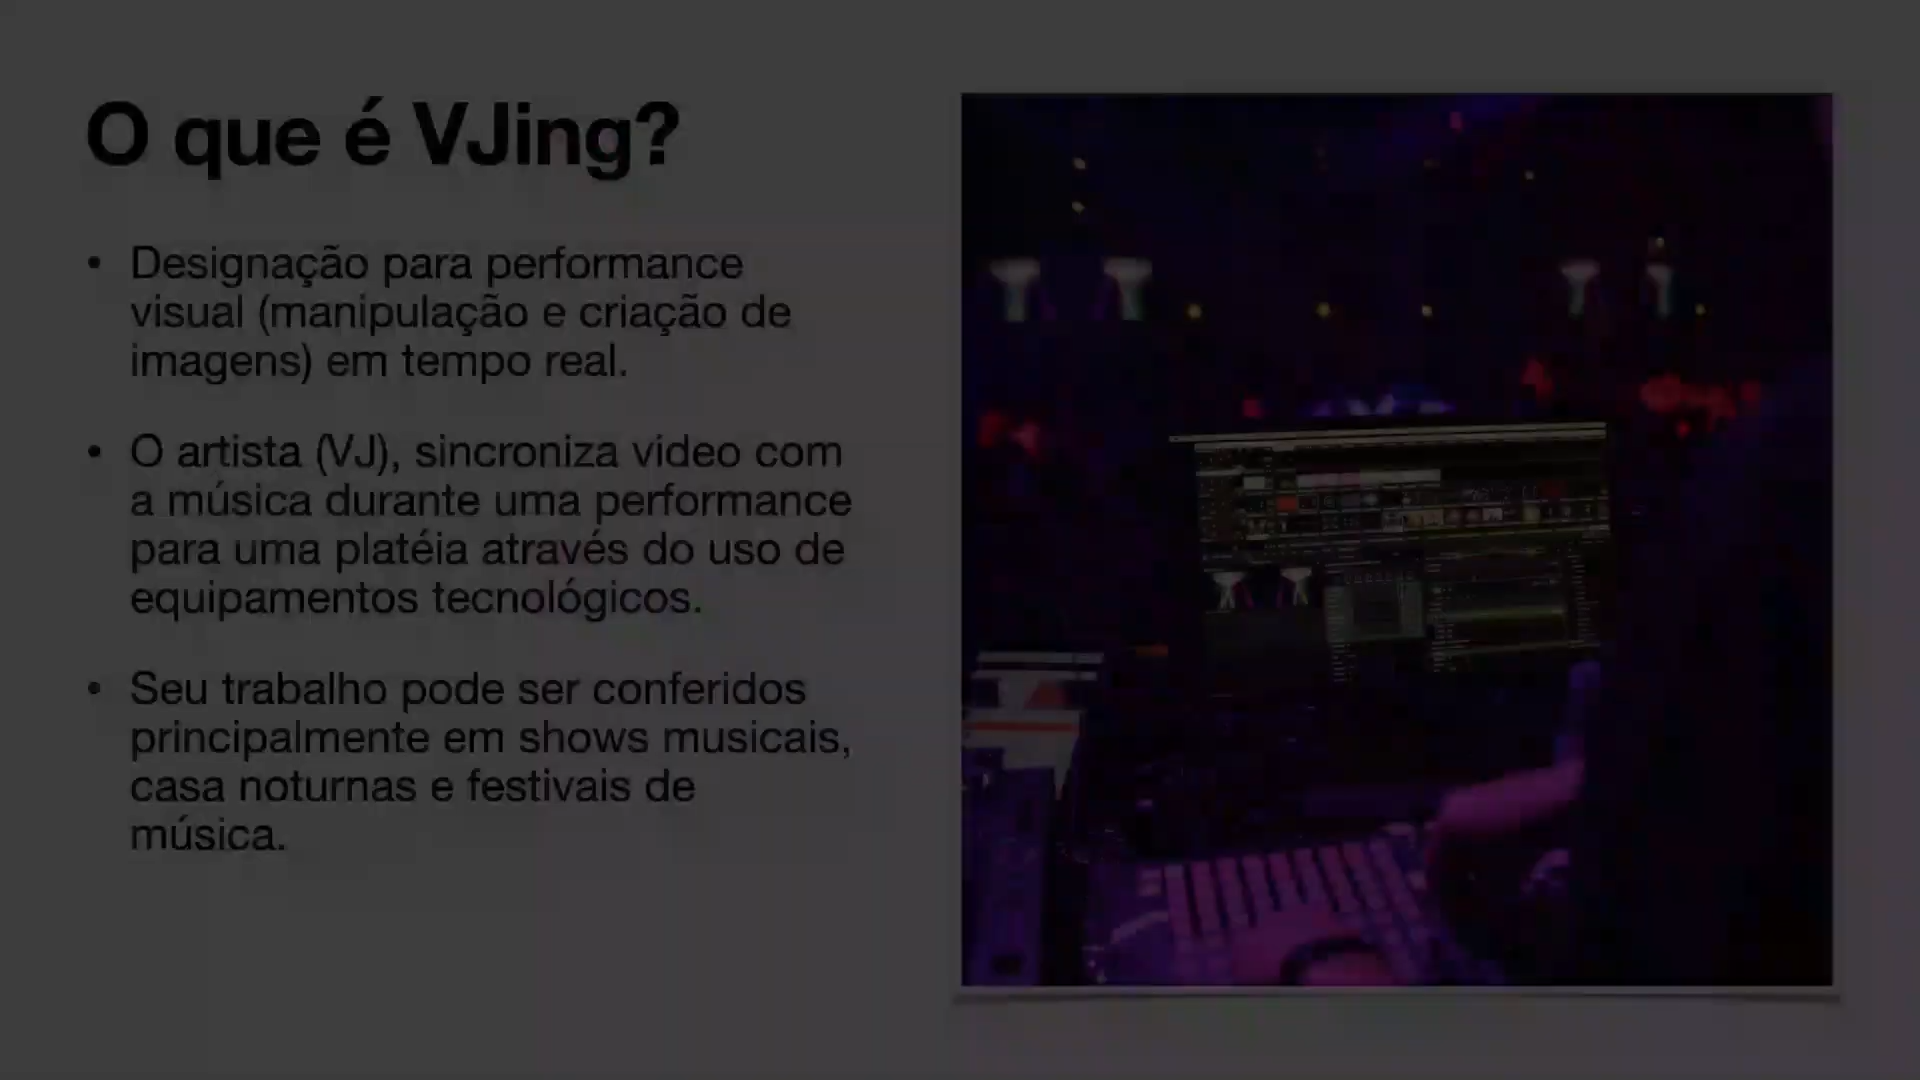 O que é VJing?
• Designação para performance
visual (manipulação e criação de
imagens) em tempo real.
• O artista (VJ), sincroniza video com
a música durante uma performance
para uma platéia através do uso de
equipamentos tecnológicos.
• Seu trabalho pode ser conferidos
principalmente em shows musicais,
casa noturnas e festivais de
música.